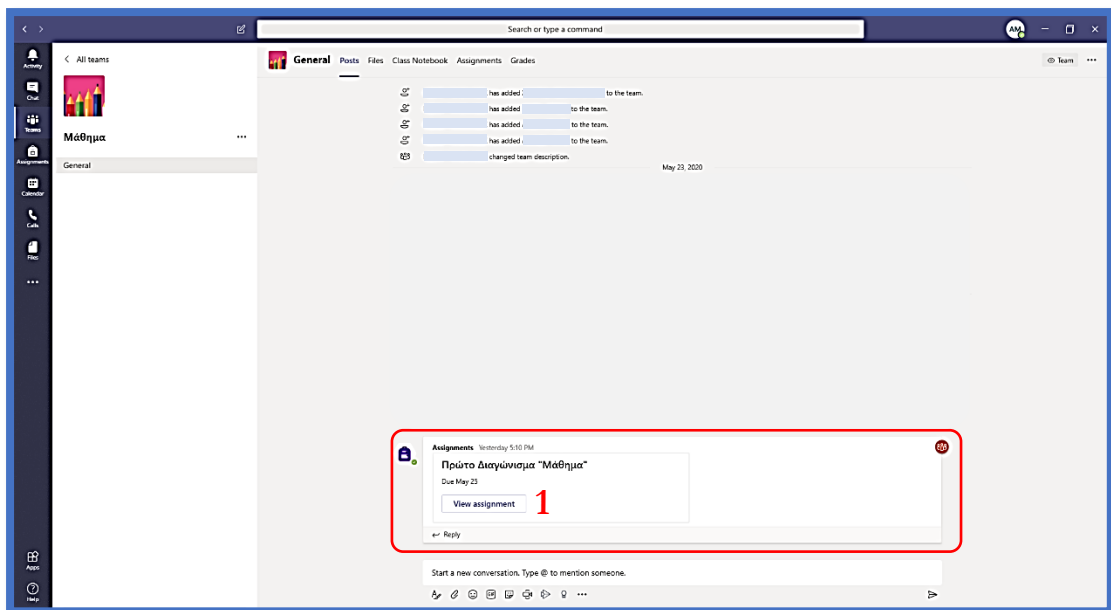 Search or type a command
AM
Activity
Chat
Teams
Assignments
Calendar
Calls
Files
Apps
Help
All teams
Μάθημα
General
General Posts Files Class Notebook Assignments Grades
Team
has added to the team.
has added to the team.
has added to the team.
has added to the team.
changed team description.
May 23, 2020
Assignments Yesterday 5:10 PM
Πρώτο Διαγώνισμα "Μάθημα"
Due May 25
View assignment 1
Reply
Start a new conversation. Type @ to mention someone.